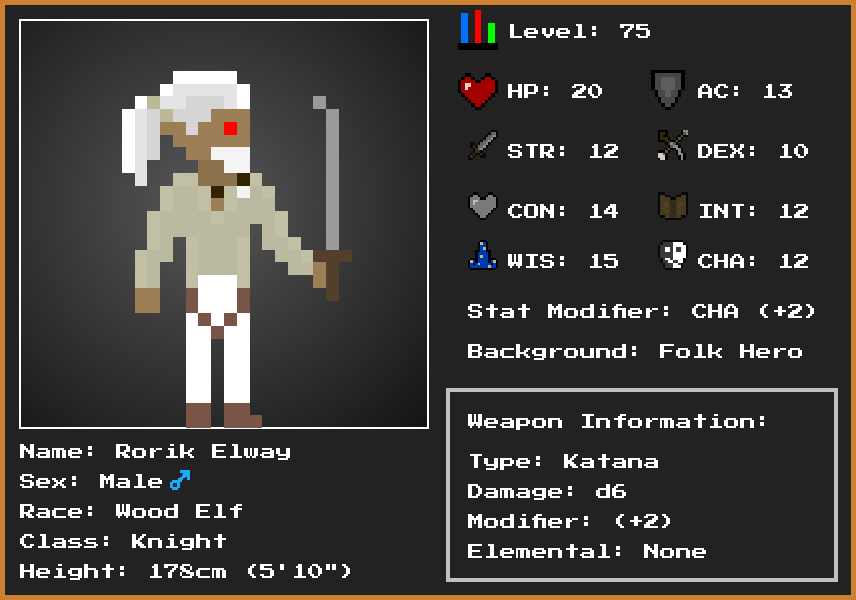 Level: 75
HP: 20 AC: 13
STR: 12 DEX: 10
CON: 14 INT: 12
WIS: 15 CHA: 12
Stat Modifier: CHA (+2)
Background: Folk Hero
Weapon Information:
Type: Katana
Damage: d6
Modifier: (+2)
Elemental: None
Name: Rorik Elway
Sex: Male ♂
Race: Wood Elf
Class: Knight
Height: 178cm (5'10")